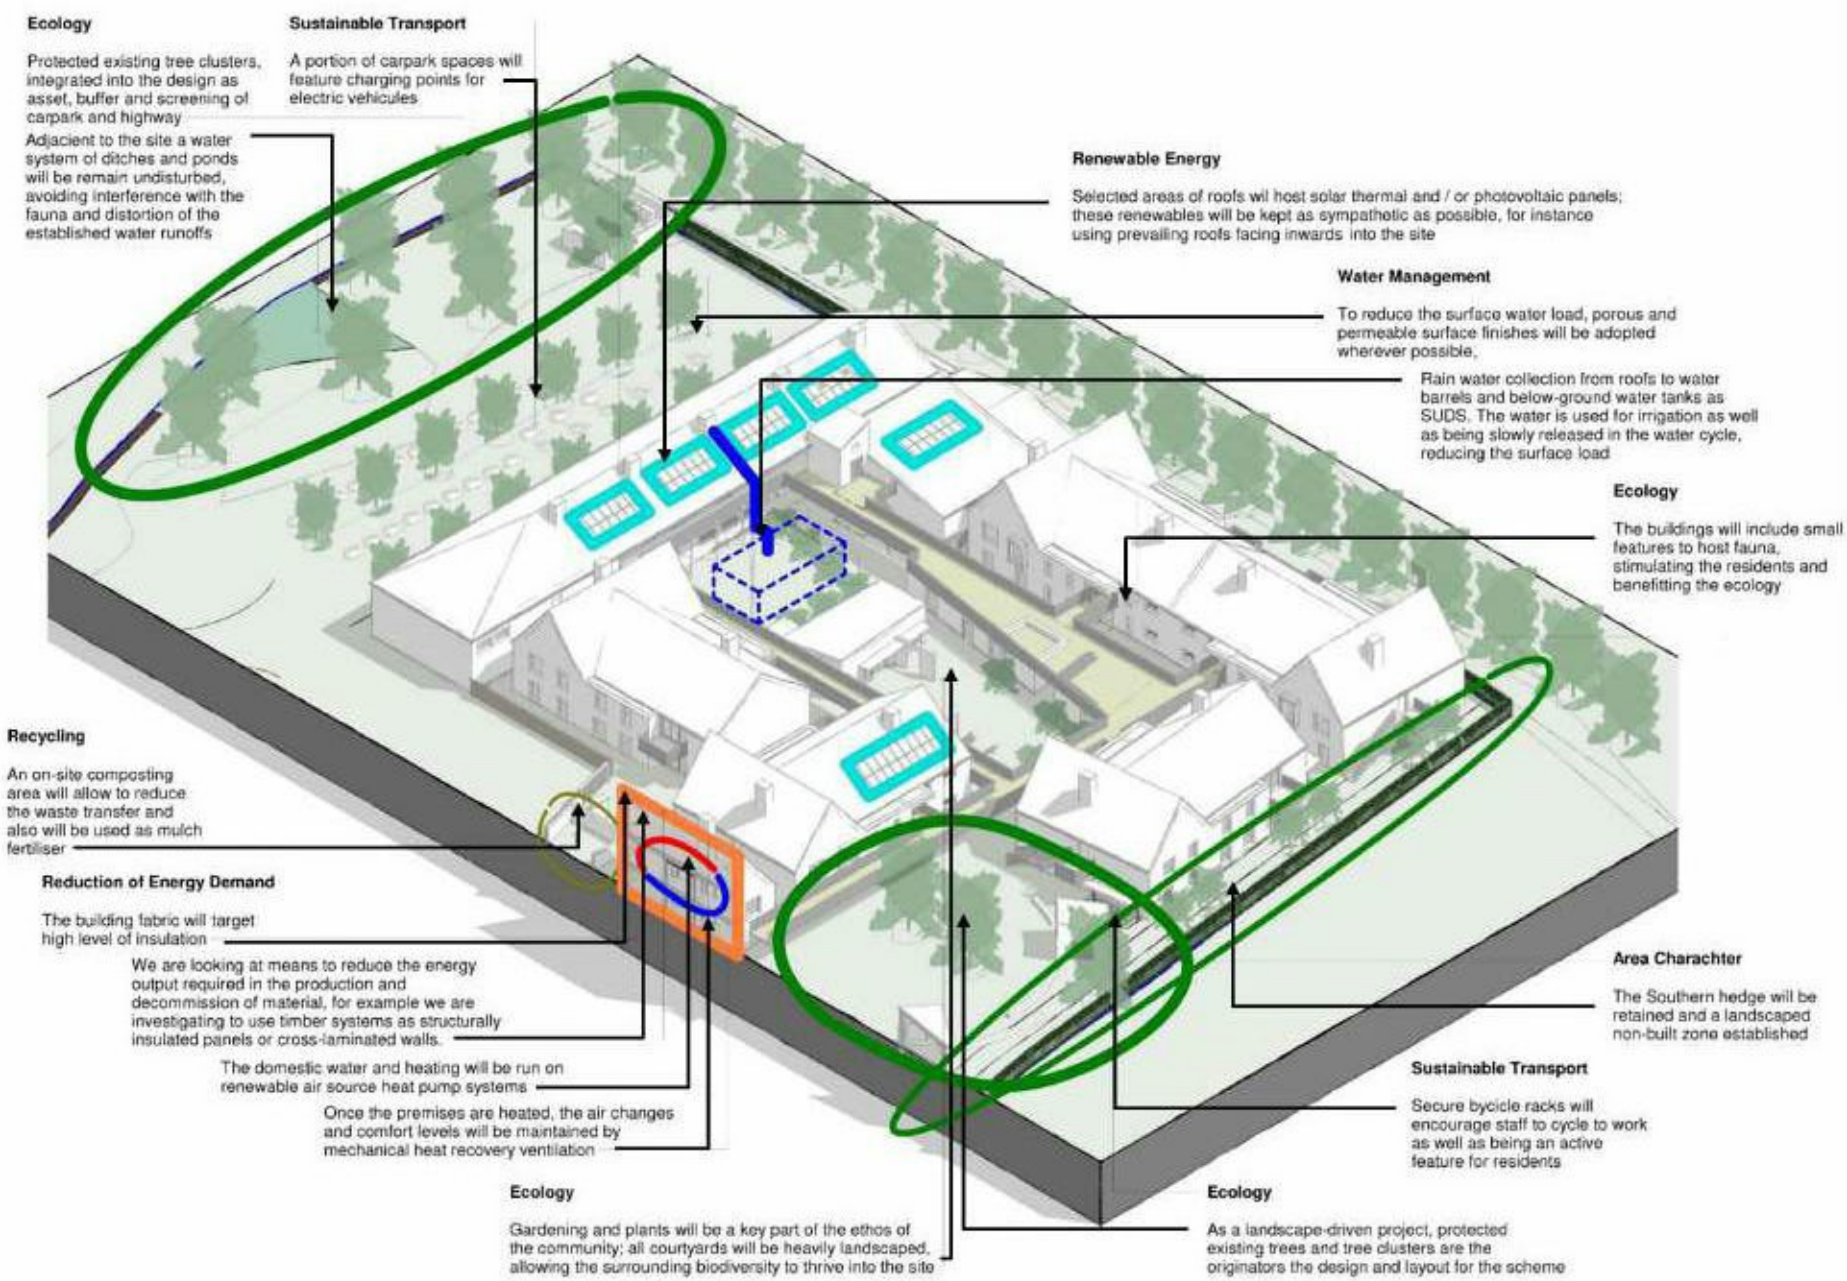 Ecology
Protected existing tree clusters,
integrated into the design as
asset, buffer and screening of
carpark and highway
Adjacient to the site a water
system of ditches and ponds
will be remain undisturbed,
avoiding interference with the
fauna and distortion of the
established water runoffs
Sustainable Transport
A portion of carpark spaces will
feature charging points for
electric vehicules
Renewable Energy
Selected areas of roofs wil host solar thermal and / or photovoltaic panels;
these renewables will be kept as sympathetic as possible, for instance
using prevailing roofs facing inwards into the site
Water Management
To reduce the surface water load, porous and
permeable surface finishes will be adopted
wherever possible,
Rain water collection from roofs to water
barrels and below-ground water tanks as
SUDS. The water is used for irrigation as well
as being slowly released in the water cycle,
reducing the surface load
Ecology
The buildings will include small
features to host fauna,
stimulating the residents and
benefitting the ecology
Recycling
An on-site composting
area will allow to reduce
the waste transfer and
also will be used as mulch
fertiliser
Reduction of Energy Demand
The building fabric will target
high level of insulation
We are looking at means to reduce the energy
output required in the production and
decommission of material, for example we are
investigating to use timber systems as structurally
insulated panels or cross-laminated walls.
The domestic water and heating will be run on
renewable air source heat pump systems
Once the premises are heated, the air changes
and comfort levels will be maintained by
mechanical heat recovery ventilation
Area Charachter
The Southern hedge will be
retained and a landscaped
non-built zone established
Sustainable Transport
Secure bycicle racks will
encourage staff to cycle to work
as well as being an active
feature for residents
Ecology
Gardening and plants will be a key part of the ethos of
the community; all courtyards will be heavily landscaped,
allowing the surrounding biodiversity to thrive into the site
Ecology
As a landscape-driven project, protected
existing trees and tree clusters are the
originators the design and layout for the scheme